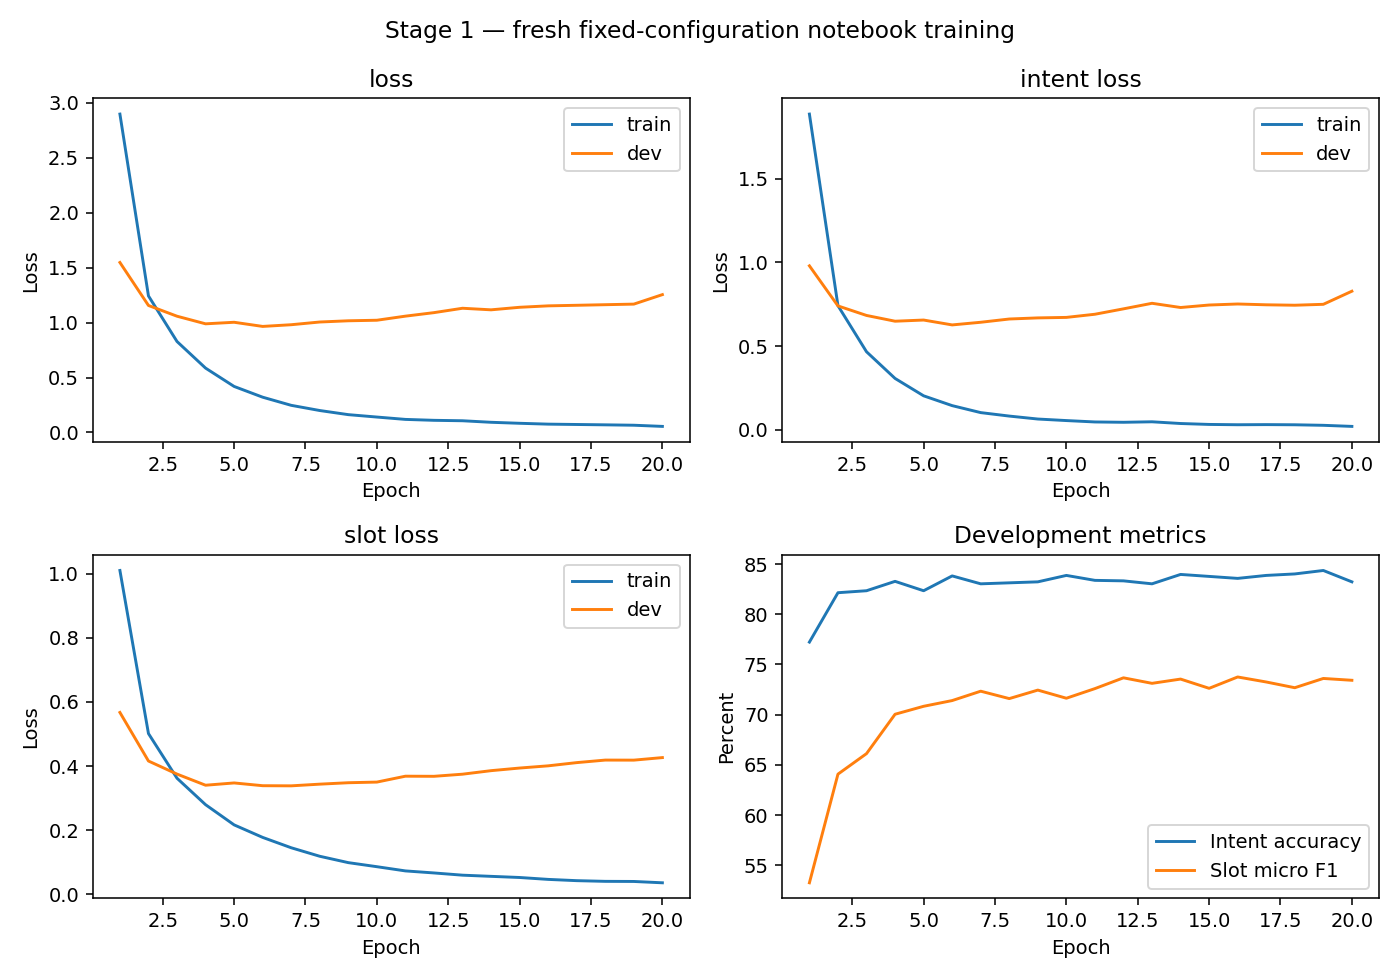 Stage 1 — fresh fixed-configuration notebook training
loss
3.0
2.5
2.0
1.5
1.0
0.5
0.0
Loss
2.5 5.0 7.5 10.0 12.5 15.0 17.5 20.0
Epoch
train
dev
intent loss
1.5
1.0
0.5
0.0
Loss
2.5 5.0 7.5 10.0 12.5 15.0 17.5 20.0
Epoch
train
dev
slot loss
1.0
0.8
0.6
0.4
0.2
0.0
Loss
2.5 5.0 7.5 10.0 12.5 15.0 17.5 20.0
Epoch
train
dev
Development metrics
85
80
75
70
65
60
55
Percent
2.5 5.0 7.5 10.0 12.5 15.0 17.5 20.0
Epoch
Intent accuracy
Slot micro F1